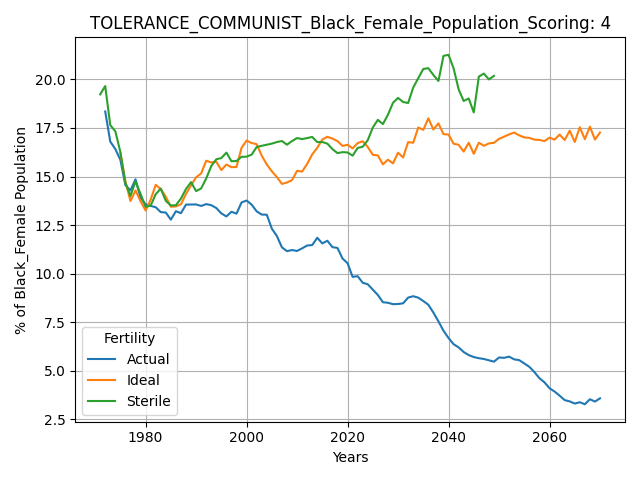 TOLERANCE_COMMUNIST_Black_Female_Population_Scoring: 4
% of Black_Female Population
20.0
17.5
15.0
12.5
10.0
7.5
5.0
2.5
Fertility
Actual
Ideal
Sterile
1980 2000 2020 2040 2060
Years